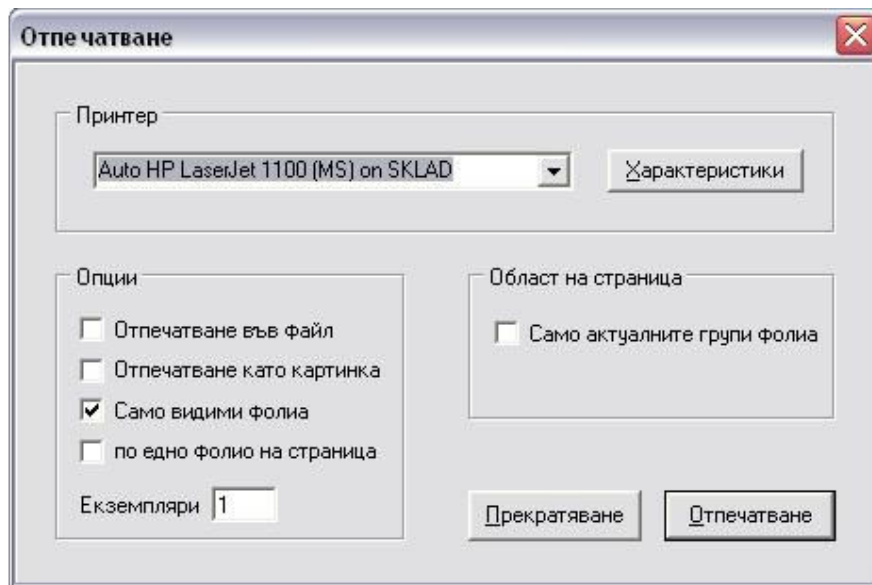 Отпечатване
Принтер
Auto HP LaserJet 1100 (MS) on SKLAD
Характеристики
Опции
Отпечатване във файл
Отпечатване като картинка
Само видими фолиа
по едно фолио на страница
Екземпляри 1
Област на страница
Само актуалните групи фолиа
Прекратяване
Отпечатване